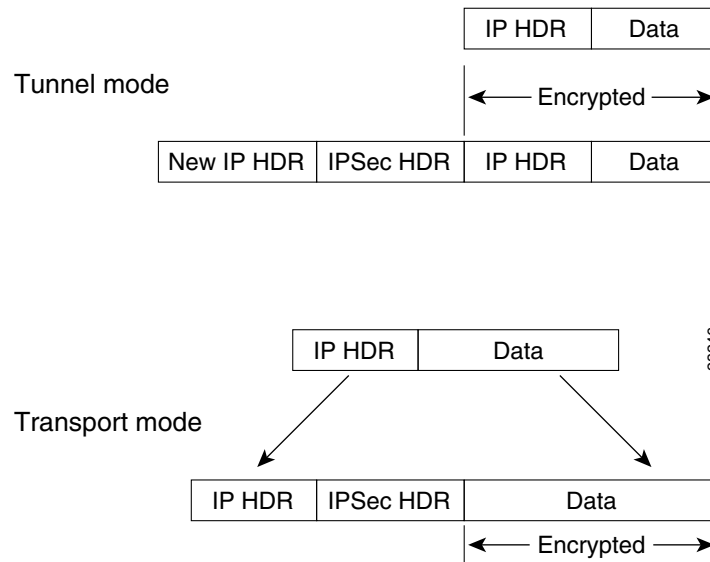 IP HDR Data
Tunnel mode
Encrypted
New IP HDR IPSec HDR IP HDR Data
IP HDR Data
Transport mode
IP HDR IPSec HDR Data
Encrypted